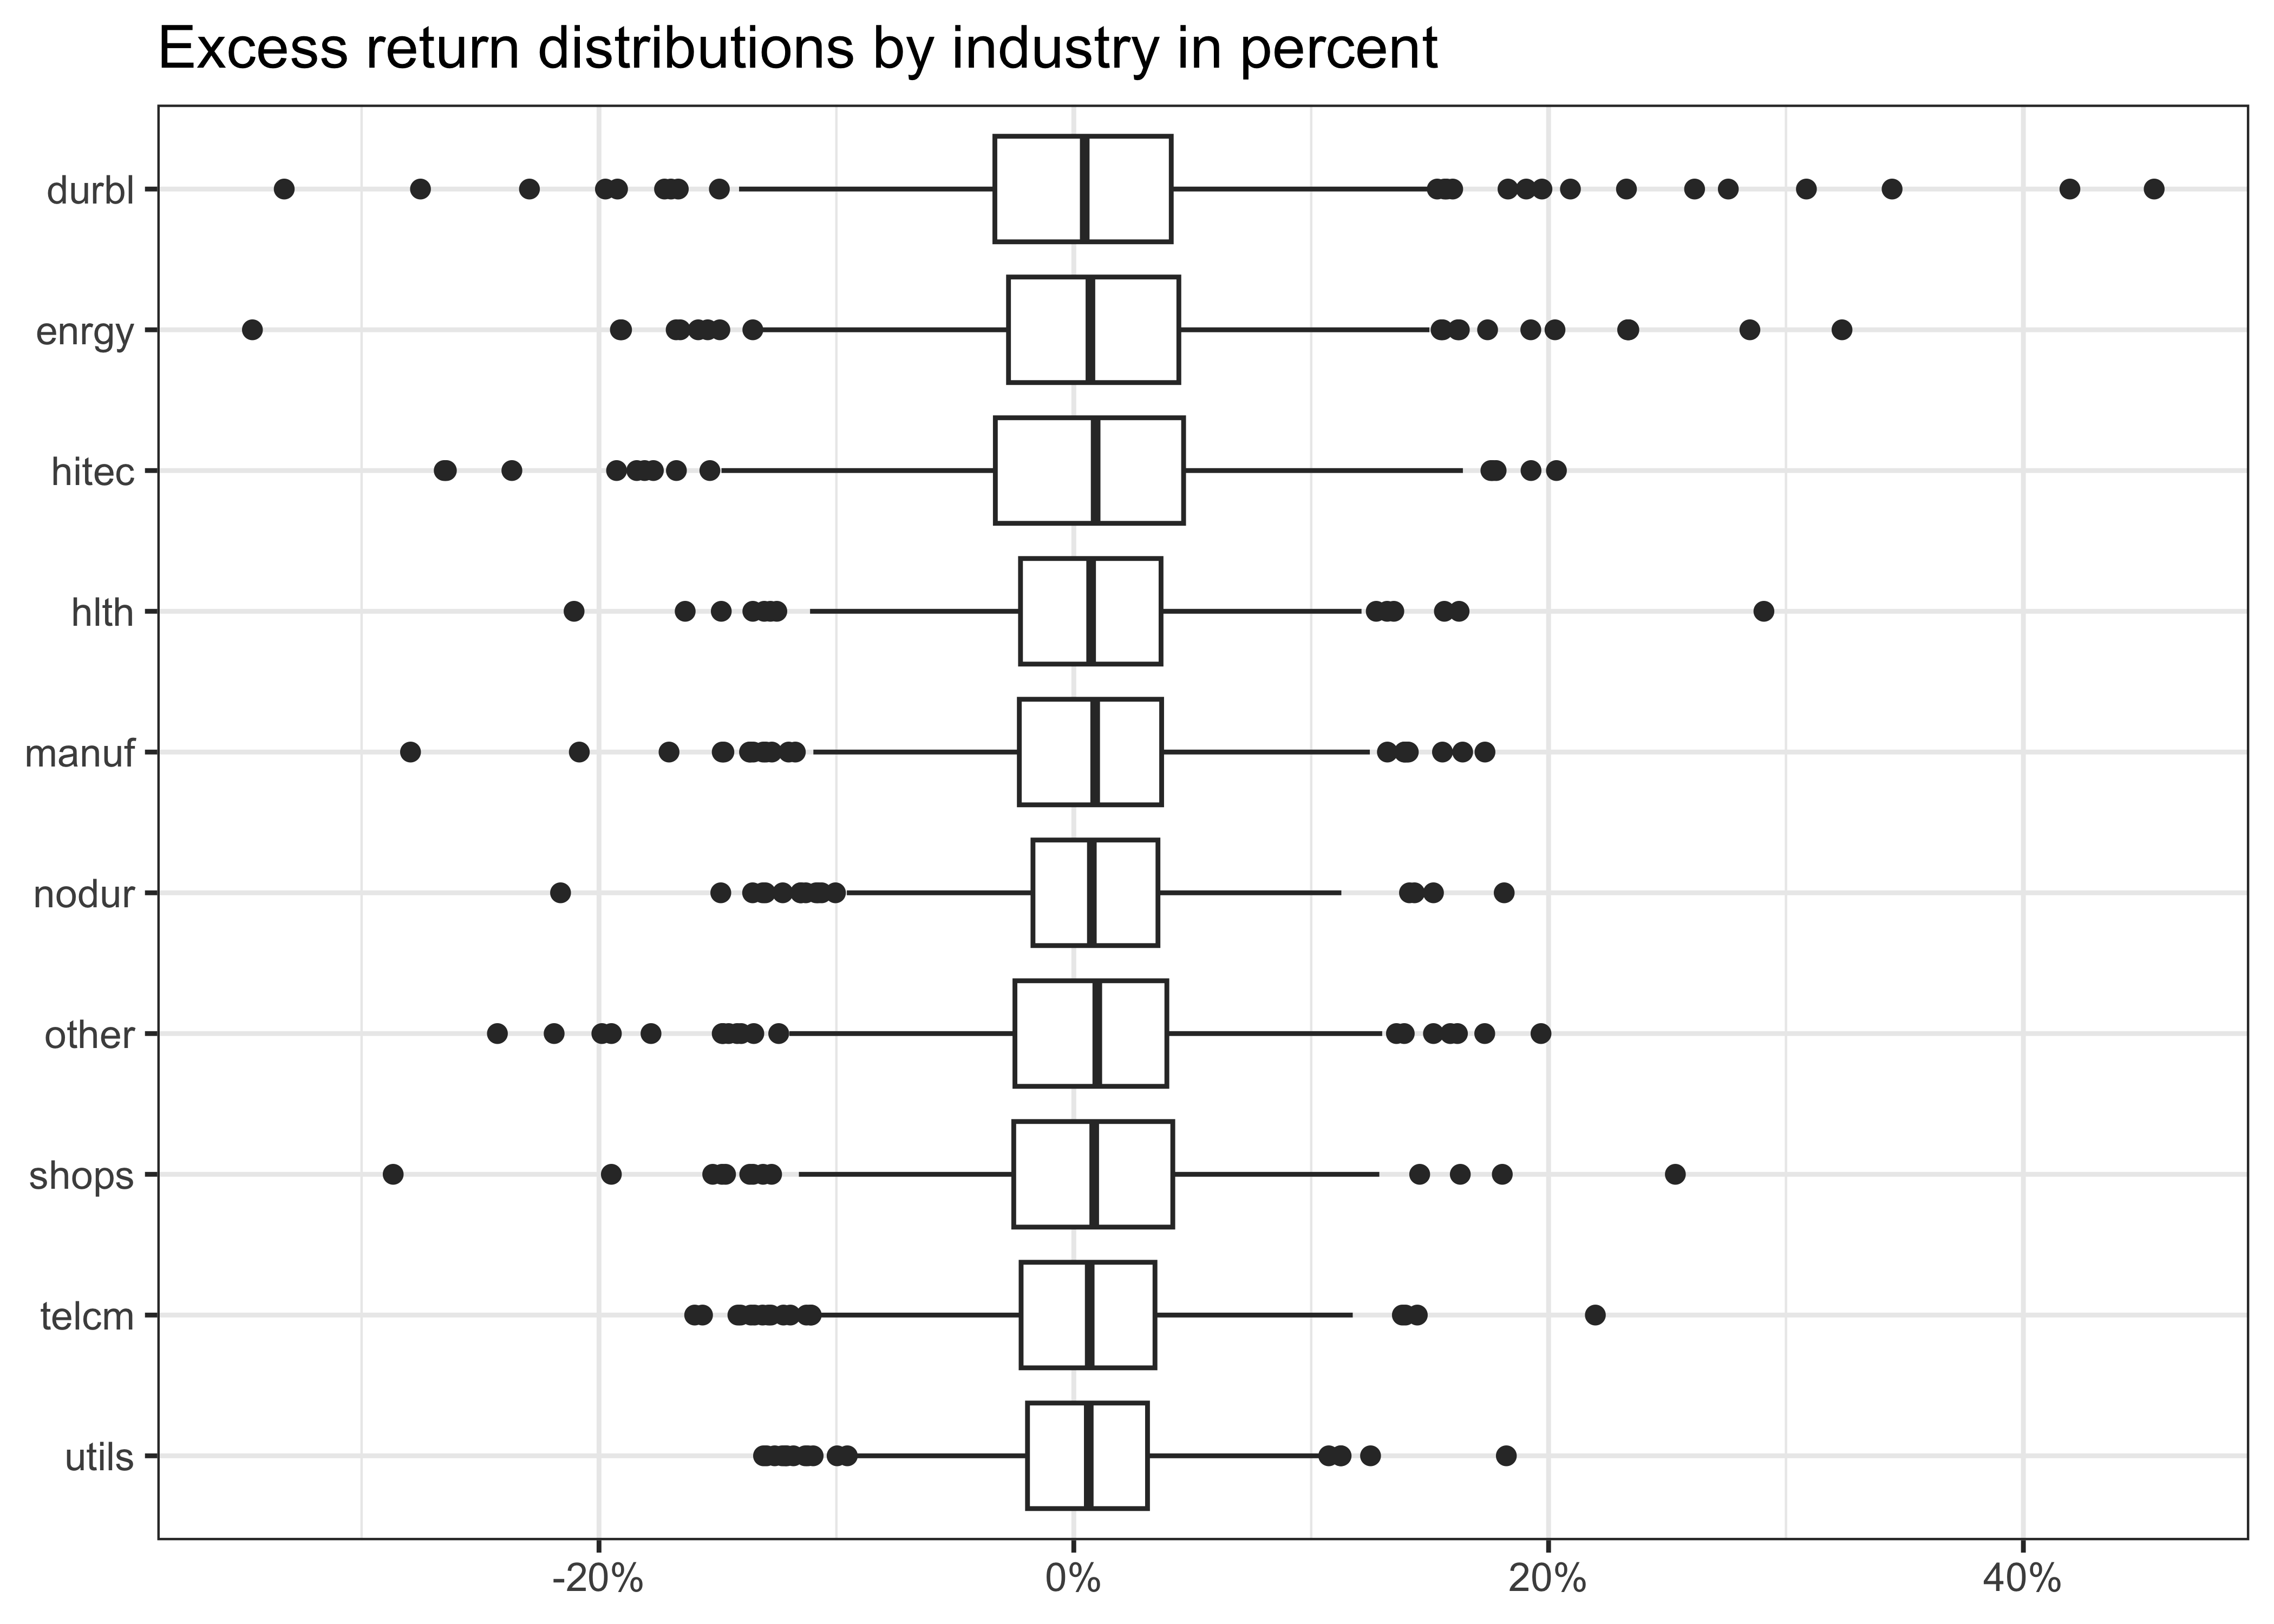 Excess return distributions by industry in percent
durbl
enrgy
hitec
hlth
manuf
nodur
other
shops
telcm
utils
-20%
0%
20%
40%